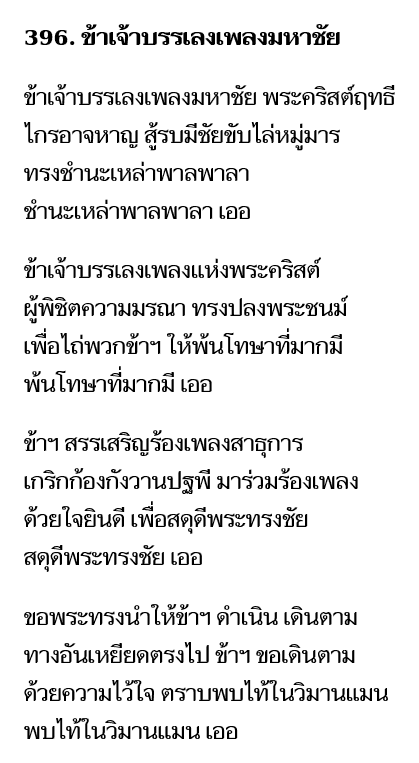 396. ข้าเจ้าบรรเลงเพลงมหาชัย
ข้าเจ้าบรรเลงเพลงมหาชัย พระคริสต์ฤทธี
ไกรอาจหาญ สู้รบมีชัยขับไล่หมู่มาร
ทรงชำนะเหล่าพาลพาลา
ชำนะเหล่าพาลพาลา เออ
ข้าเจ้าบรรเลงเพลงแห่งพระคริสต์
ผู้พิชิตความมรณา ทรงปลงพระชนม์
เพื่อไถ่พวกข้าฯ ให้พ้นโทษาที่มากมี
พ้นโทษาที่มากมี เออ
ข้าฯ สรรเสริญร้องเพลงสาธุการ
เกริกก้องกังวานปฐพี มาร่วมร้องเพลง
ด้วยใจยินดี เพื่อสดุดีพระทรงชัย
สดุดีพระทรงชัย เออ
ขอพระทรงนำให้ข้าฯ ดำเนิน เดินตาม
ทางอันเหยียดตรงไป ข้าฯ ขอเดินตาม
ด้วยความไว้ใจ ตราบพบไท้ในวิมานแมน
พบไท้ในวิมานแมน เออ